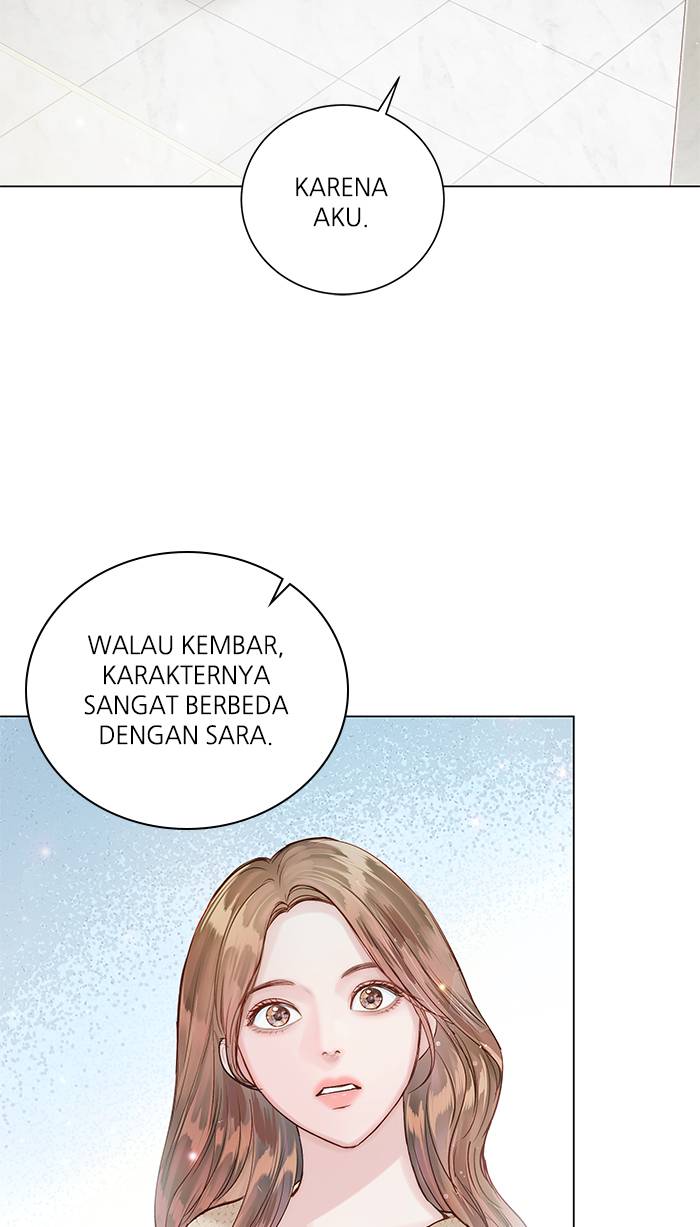 KARENA
AKU.
WALAU KEMBAR,
KARAKTERNYA
SANGAT BERBEDA
DENGAN SARA.